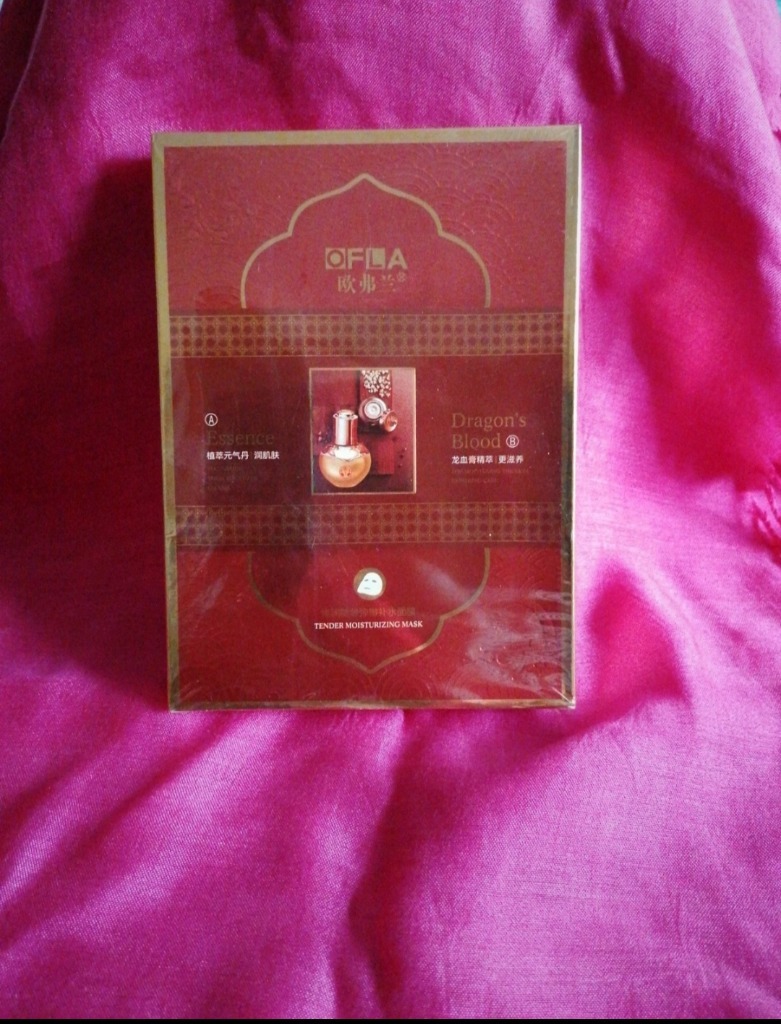 OFLA
欧弗兰®
Ⓐ
Essence
植萃元气丹 | 润肌肤
Dragon's
Blood Ⓑ
龙血膏精萃 | 更滋养
TENDER MOISTURIZING MASK